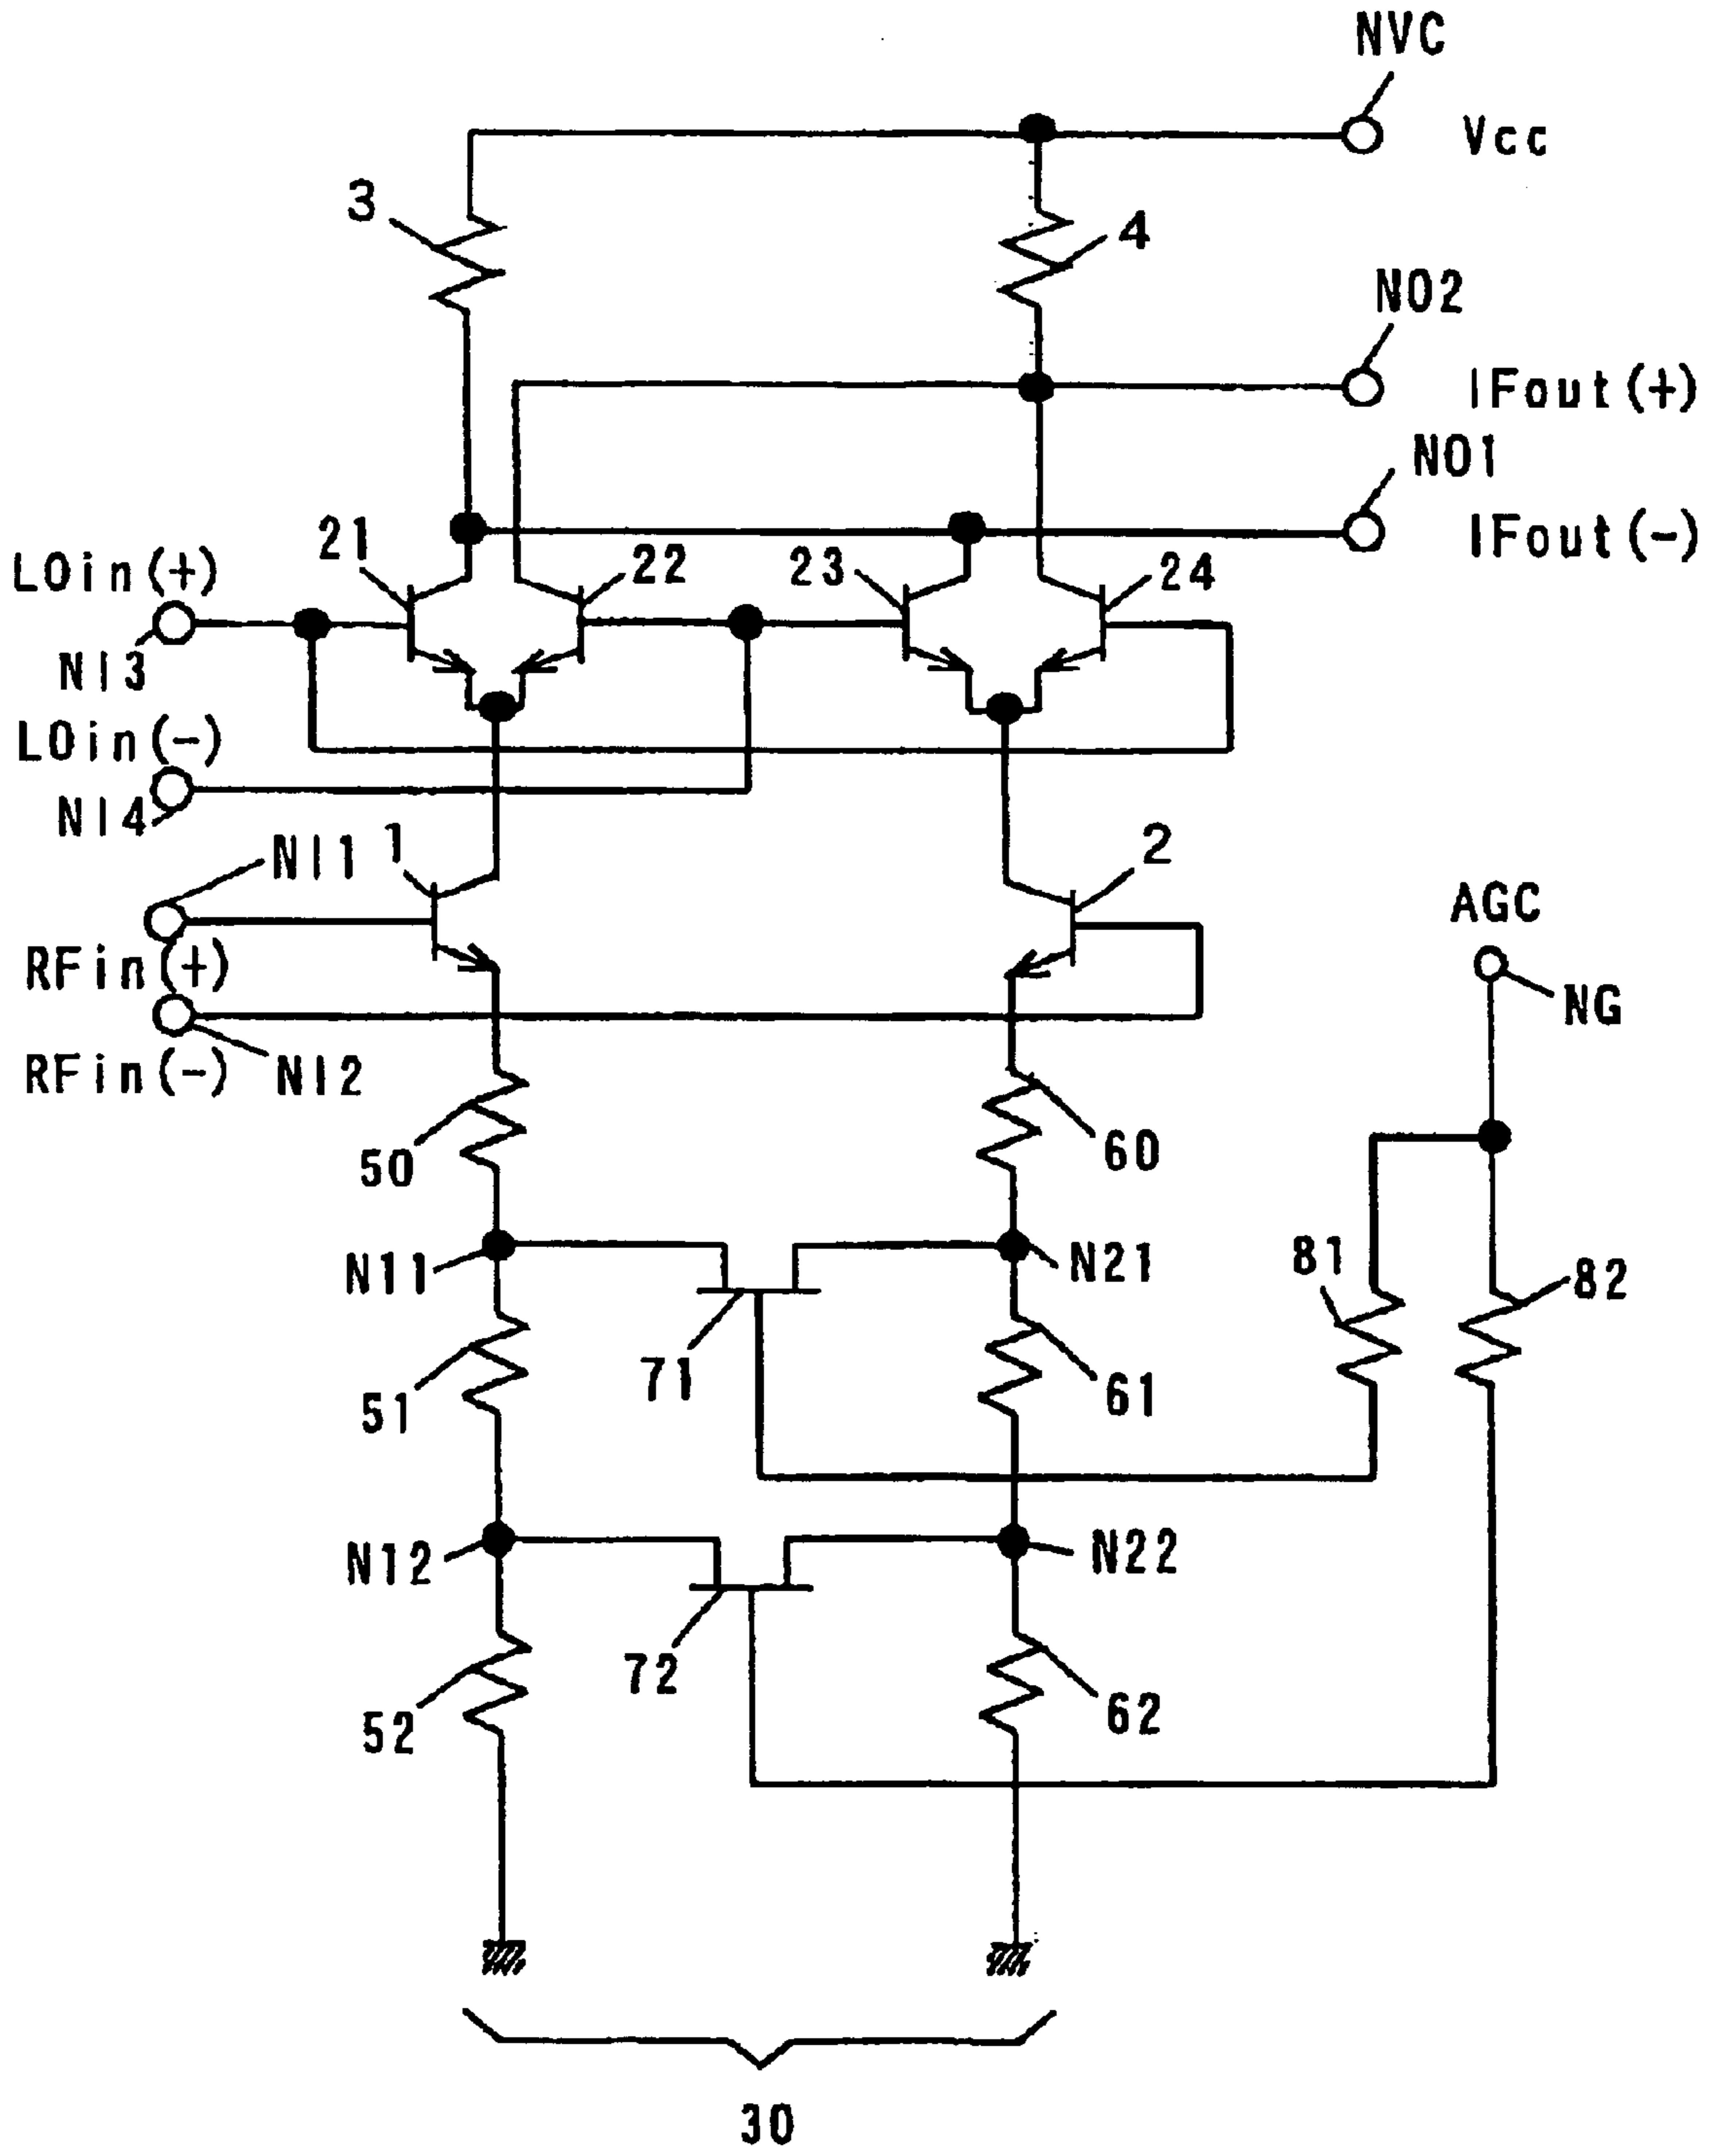 NVC
Vcc
3
4
NO2
IFout(+)
NO1
IFout(-)
21
22
23
24
LOin(+)
NI3
LOin(-)
NI4
NI1
1
2
AGC
RFin(+)
NG
RFin(-)
NI2
50
60
N11
N21
81
82
71
51
61
N12
N22
72
52
62
30